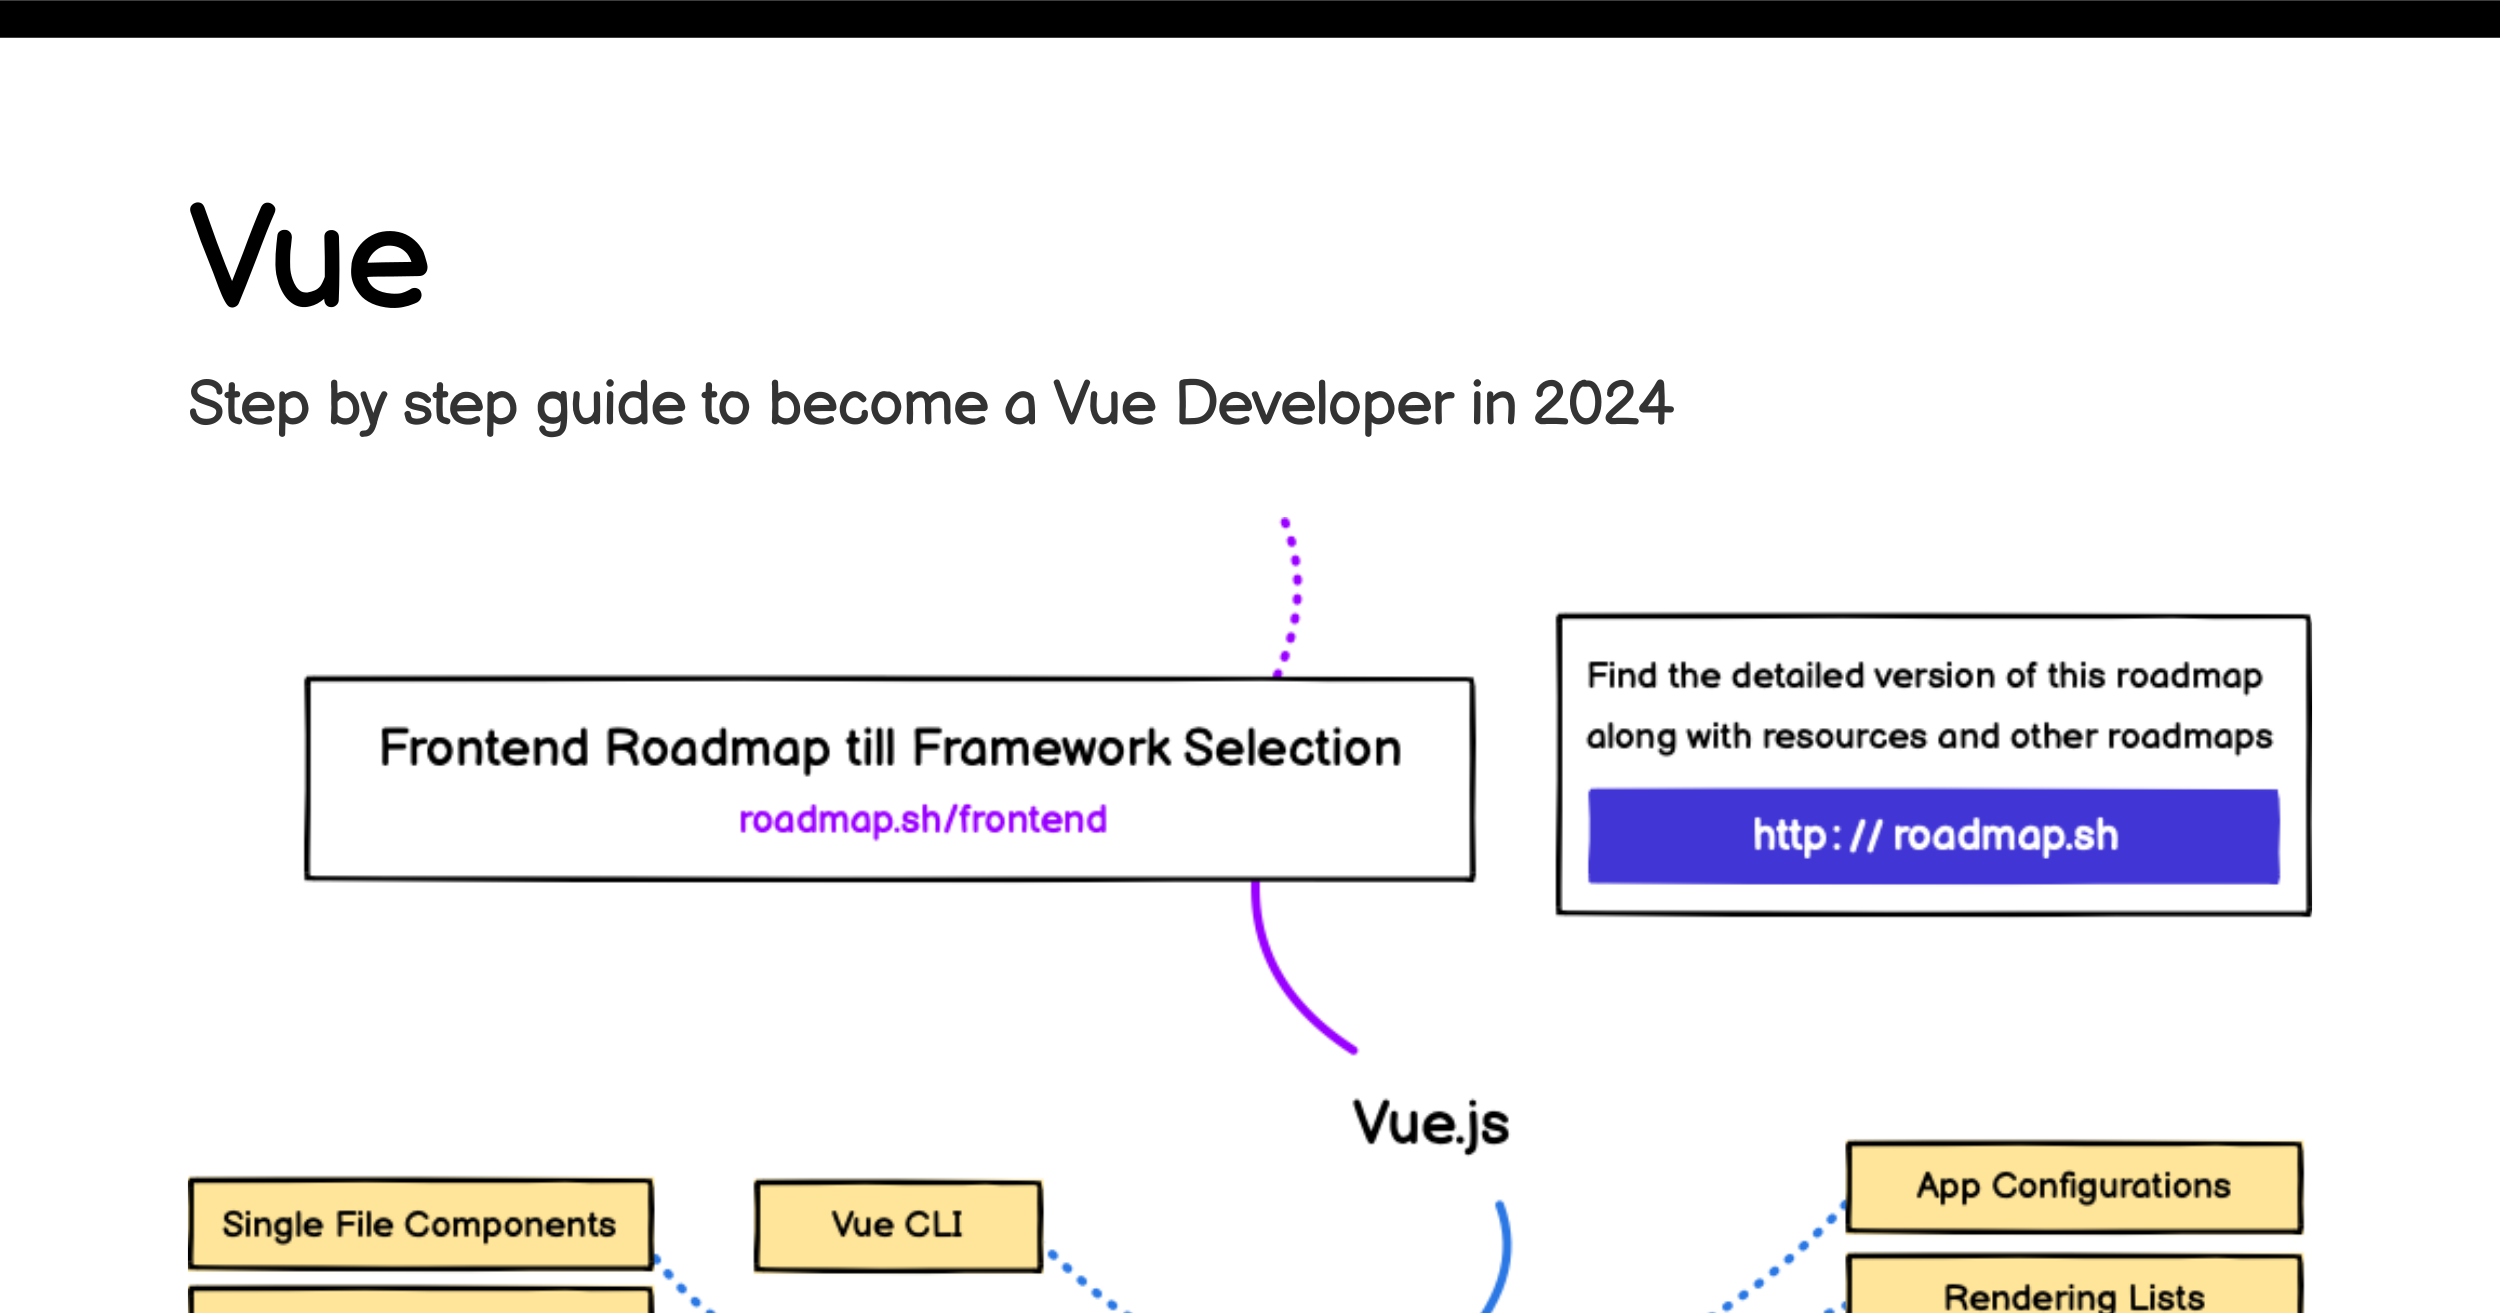 Vue
Step by step guide to become a Vue Developer in 2024
Frontend Roadmap till Framework Selection
roadmap.sh/frontend
Find the detailed version of this roadmap
along with resources and other roadmaps
http://roadmap.sh
Vue.js
Single File Components
Vue CLI
App Configurations
Rendering Lists